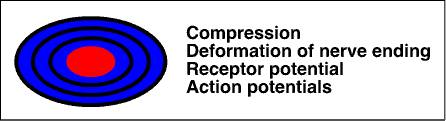 Compression
Deformation of nerve ending
Receptor potential
Action potentials